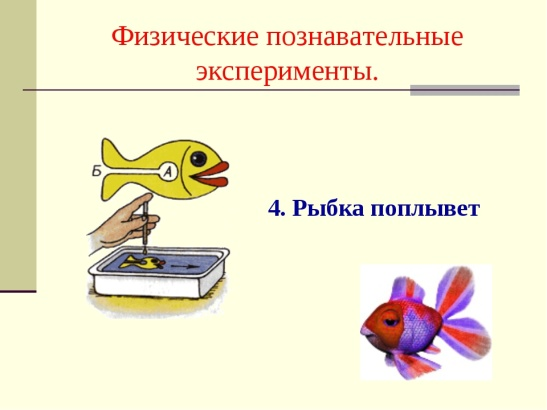 Физические познавательные
эксперименты.
Б
А
4. Рыбка поплывет